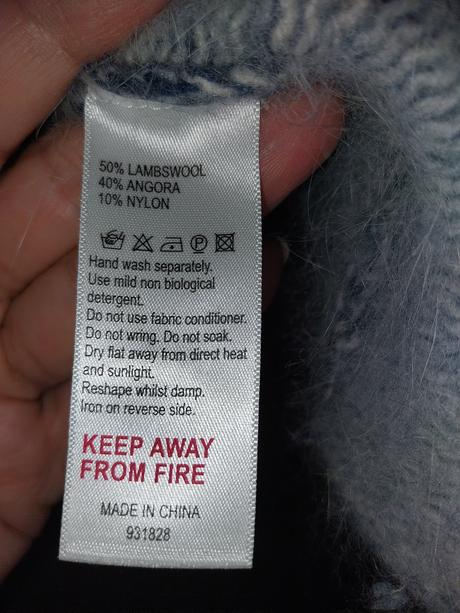 50% LAMBSWOOL
40% ANGORA
10% NYLON
P
Hand wash separately.
Use mild non biological
detergent.
Do not use fabric conditioner.
Do not wring. Do not soak.
Dry flat away from direct heat
and sunlight.
Reshape whilst damp.
Iron on reverse side.
KEEP AWAY
FROM FIRE
MADE IN CHINA
931828